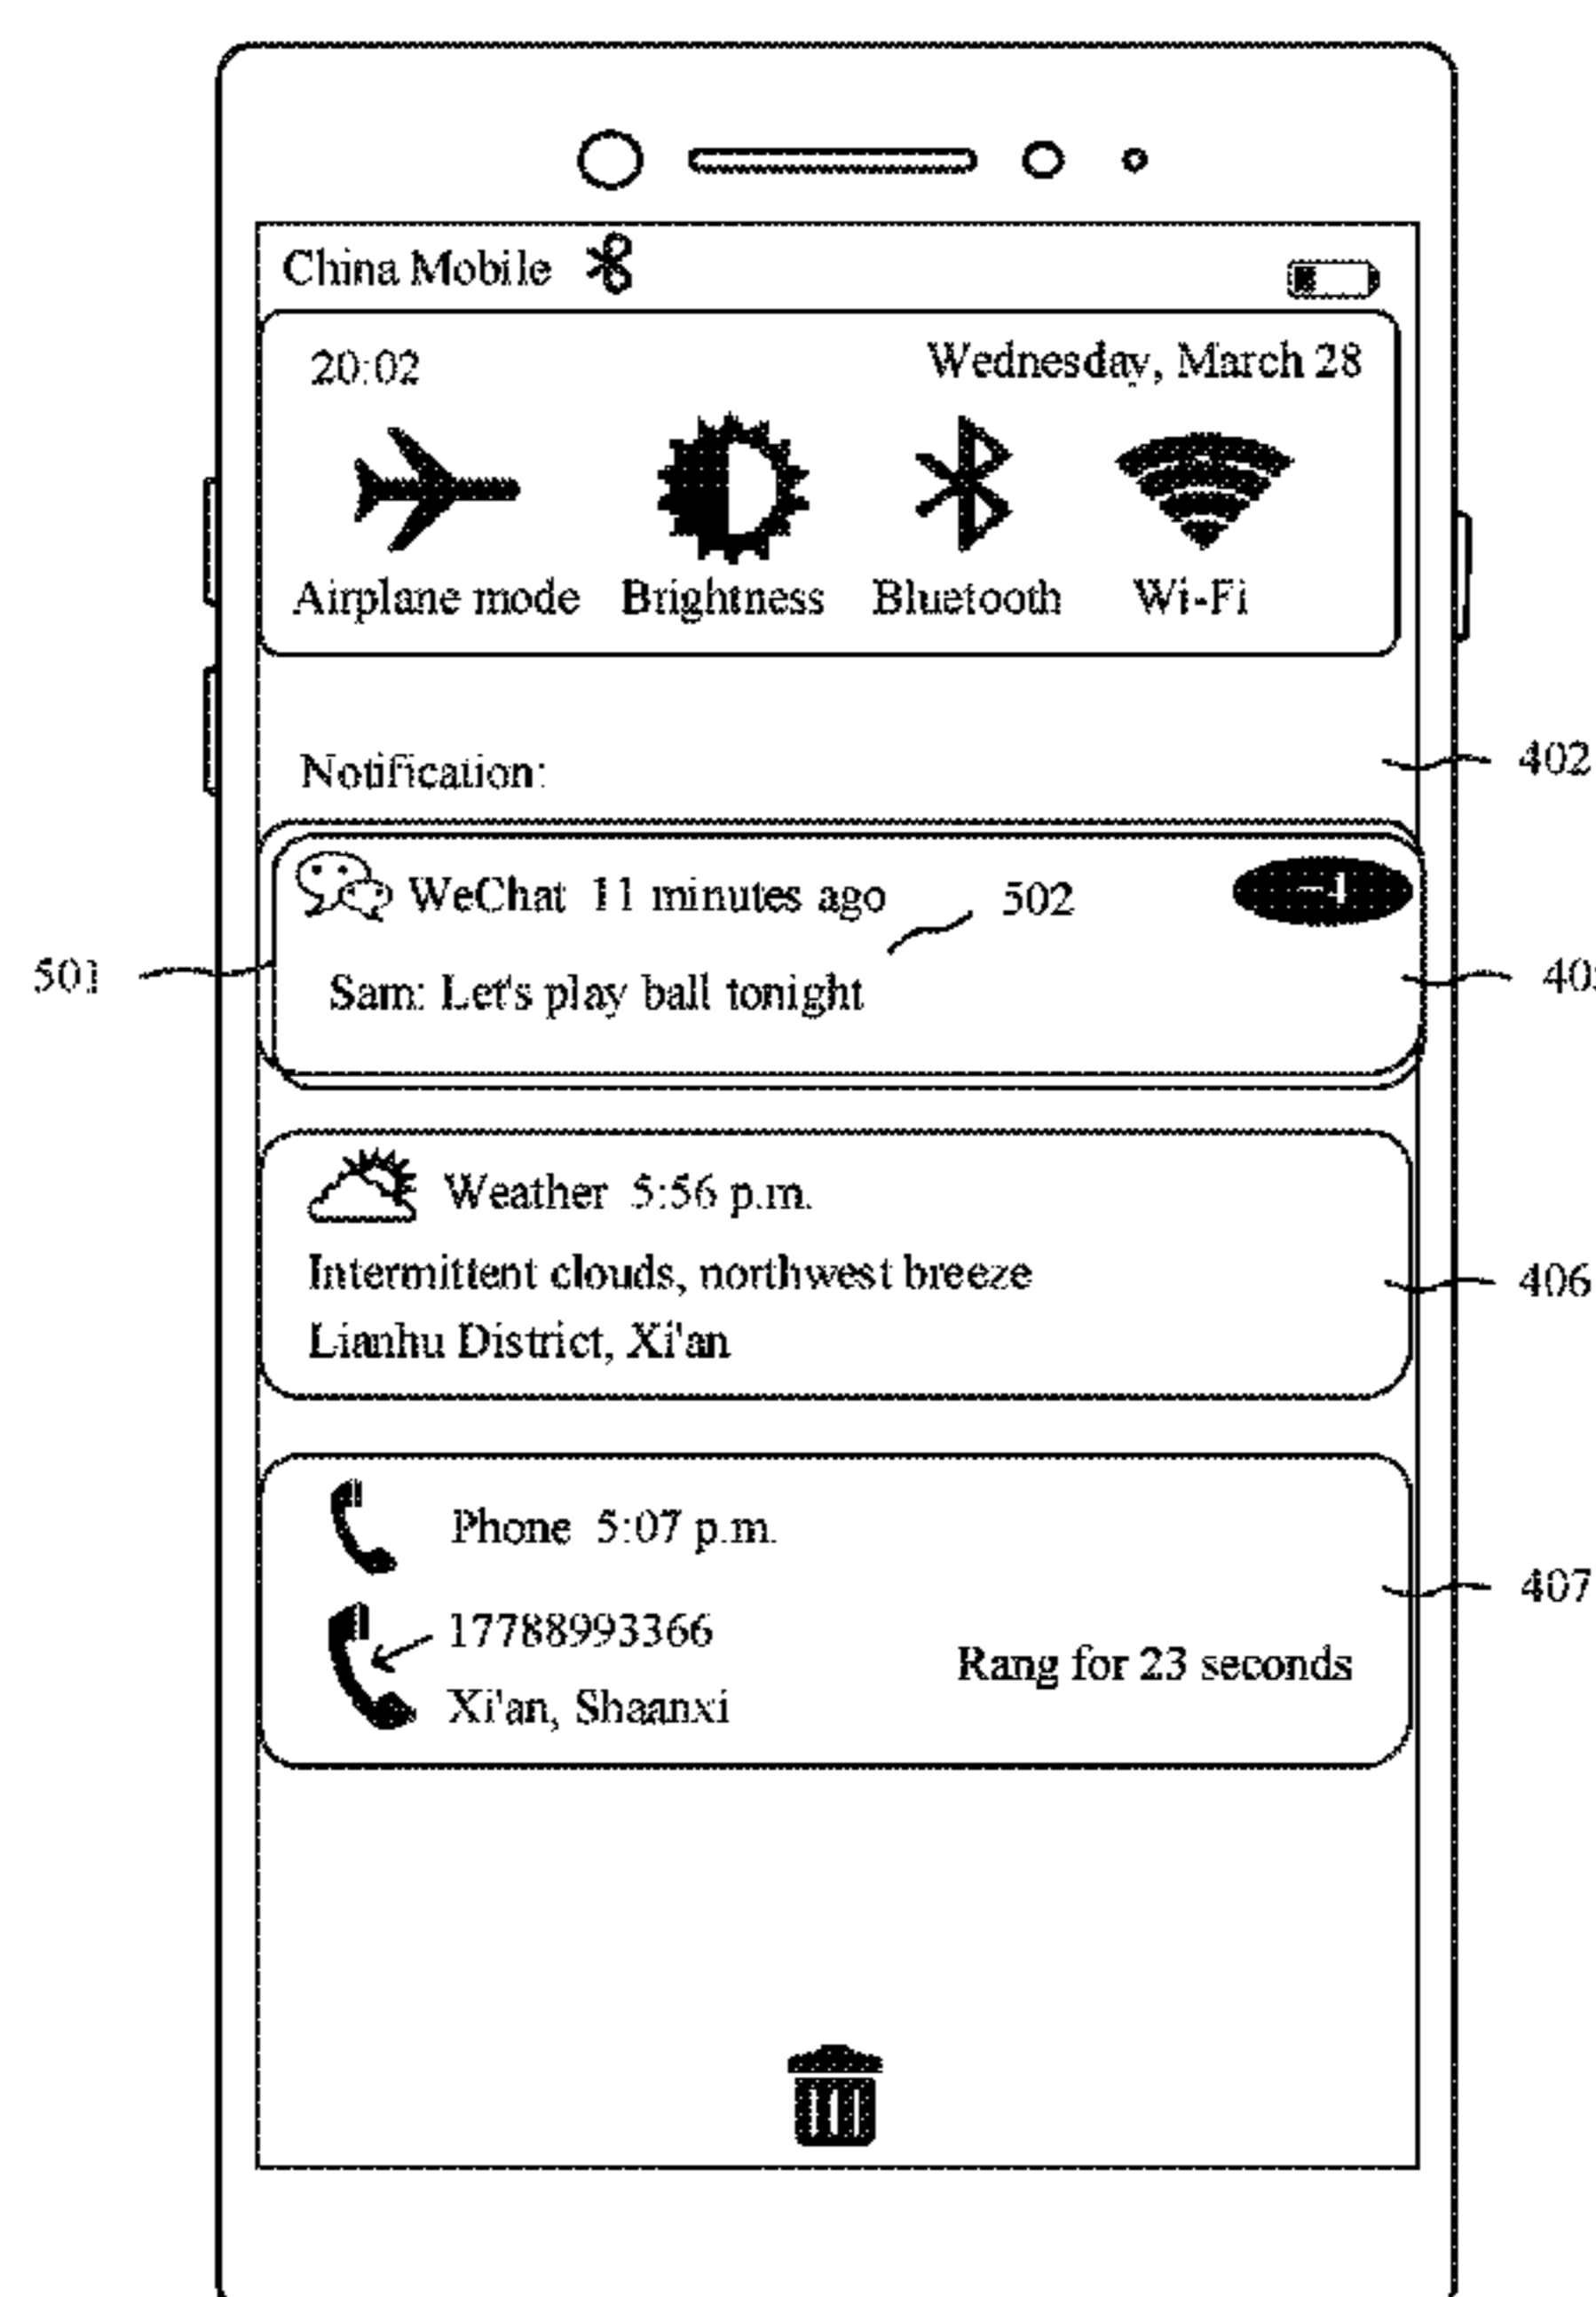 China Mobile
20:02 Wednesday, March 28
Airplane mode Brightness Bluetooth Wi-Fi
Notification: 402
WeChat 11 minutes ago 502
501 Sam: Let's play ball tonight
Weather 5:56 p.m.
Intermittent clouds, northwest breeze 406
Lianhu District, Xi'an
Phone 5:07 p.m.
407
17788993366
Rang for 23 seconds
Xi'an, Shaanxi